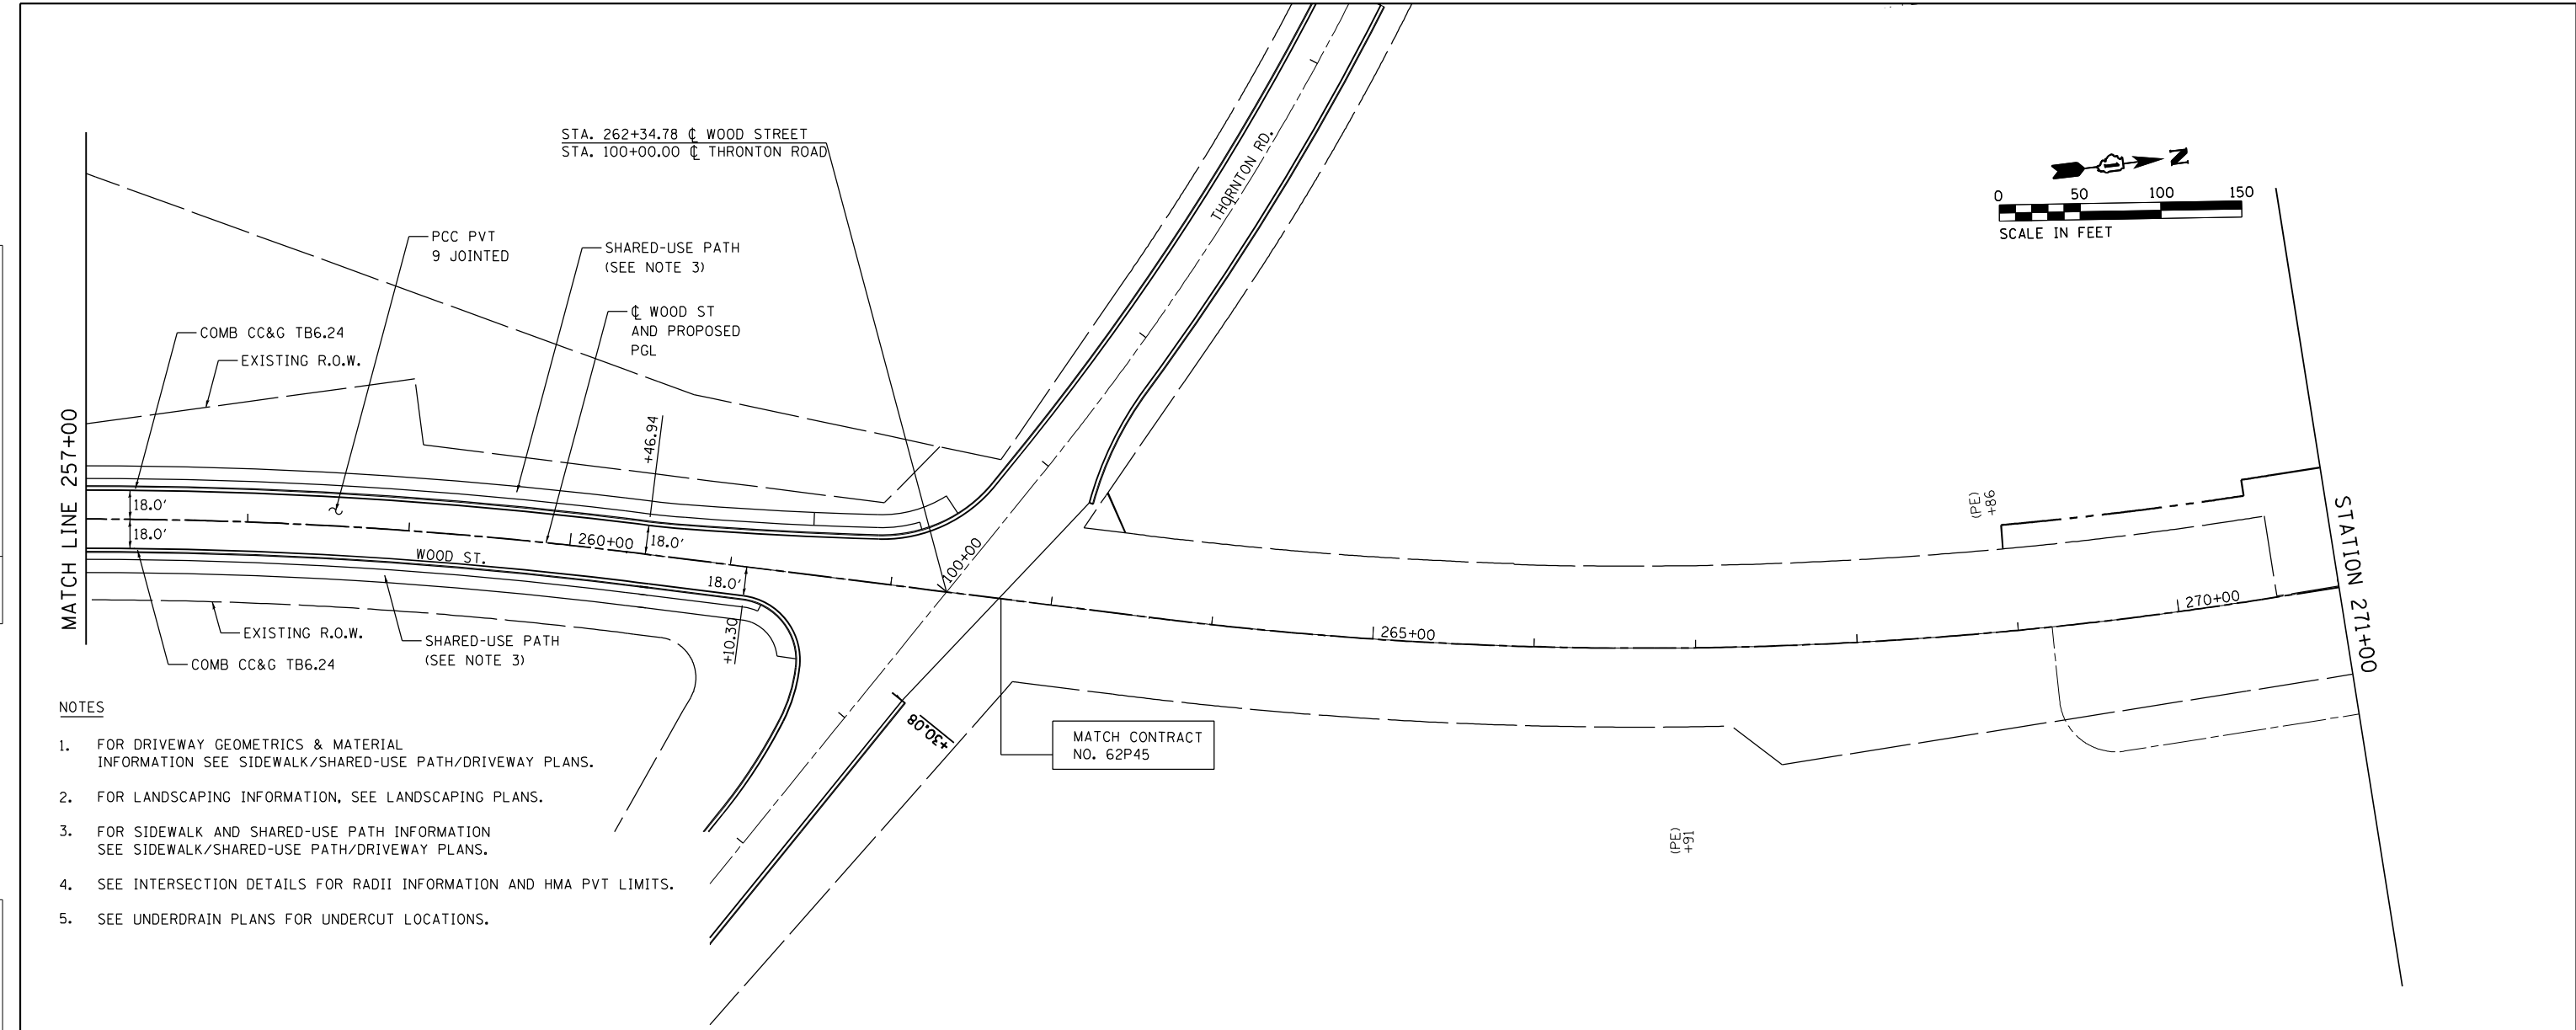 STA. 262+34.78 ℄ WOOD STREET
STA. 100+00.00 ℄ THRONTON ROAD
THORNTON RD.
N
0 50 100 150
SCALE IN FEET
PCC PVT
9 JOINTED
SHARED-USE PATH
(SEE NOTE 3)
℄ WOOD ST
AND PROPOSED
PGL
COMB CC&G TB6.24
EXISTING R.O.W.
MATCH LINE 257+00
+46.94
18.0'
18.0'
260+00
18.0'
WOOD ST.
18.0'
+10.30
100+00
265+00
270+00
(PE)
+86
STATION 271+00
EXISTING R.O.W.
SHARED-USE PATH
(SEE NOTE 3)
COMB CC&G TB6.24
+30.08
MATCH CONTRACT
NO. 62P45
(PE)
+91
NOTES
1. FOR DRIVEWAY GEOMETRICS & MATERIAL
INFORMATION SEE SIDEWALK/SHARED-USE PATH/DRIVEWAY PLANS.
2. FOR LANDSCAPING INFORMATION, SEE LANDSCAPING PLANS.
3. FOR SIDEWALK AND SHARED-USE PATH INFORMATION
SEE SIDEWALK/SHARED-USE PATH/DRIVEWAY PLANS.
4. SEE INTERSECTION DETAILS FOR RADII INFORMATION AND HMA PVT LIMITS.
5. SEE UNDERDRAIN PLANS FOR UNDERCUT LOCATIONS.